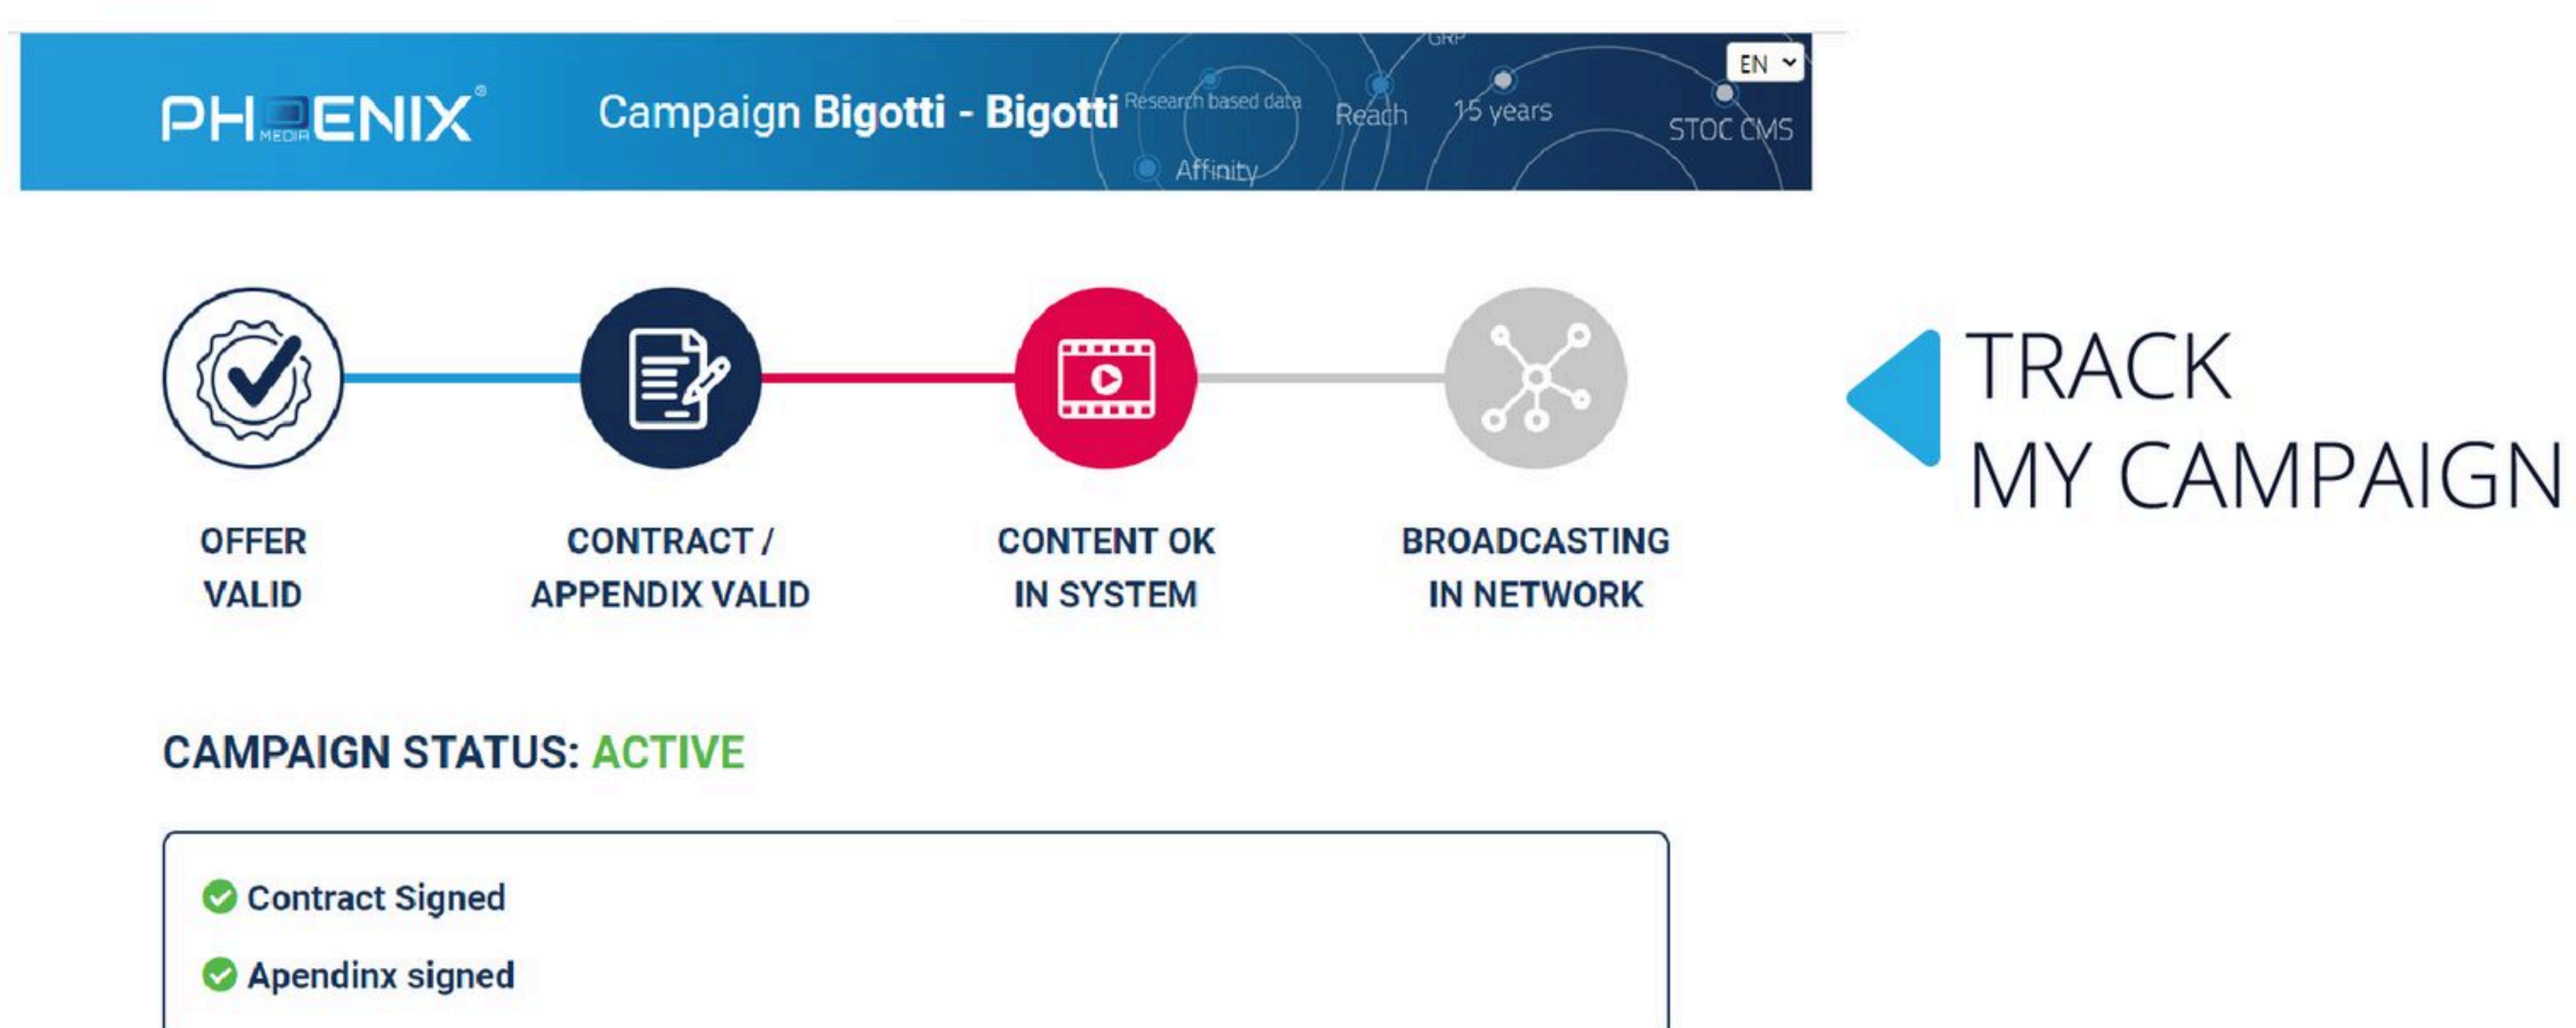 PHOENIX®
MEDIA
Campaign Bigotti - Bigotti
Research based data
Affinity
GRP
Reach
15 years
EN
STOC CMS
OFFER
VALID
CONTRACT /
APPENDIX VALID
CONTENT OK
IN SYSTEM
BROADCASTING
IN NETWORK
TRACK
MY CAMPAIGN
CAMPAIGN STATUS: ACTIVE
Contract Signed
Apendinx signed